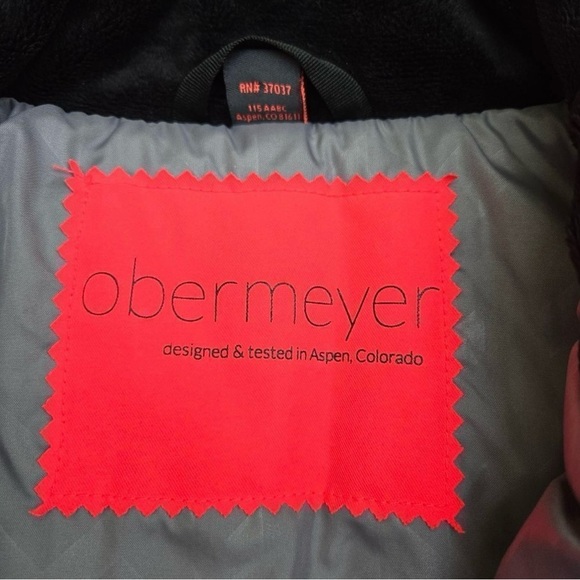 RN# 37037
115 AABC
Aspen, CO 81611
obermeyer
designed & tested in Aspen, Colorado